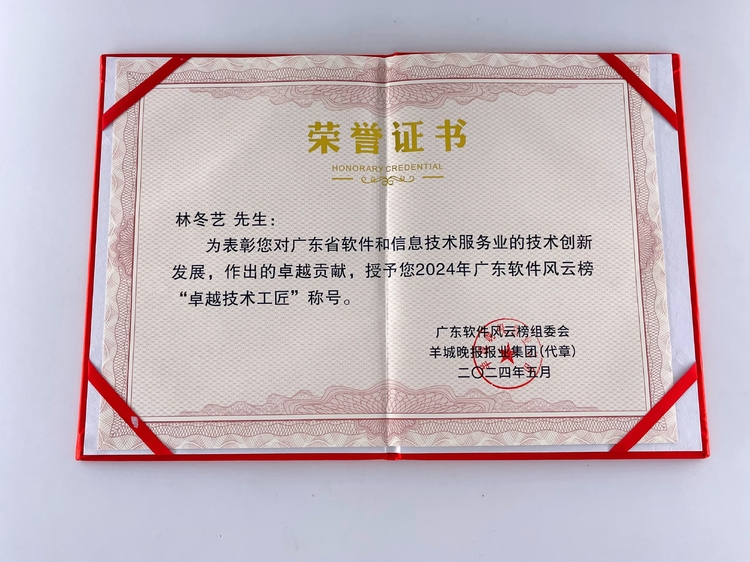 荣誉证书
HONORARY CREDENTIAL
林冬艺 先生：
为表彰您对广东省软件和信息技术服务业的技术创新
发展，作出的卓越贡献，授予您2024年广东软件风云榜
“卓越技术工匠”称号。
广东软件风云榜组委会
羊城晚报报业集团(代章)
二〇二四年五月